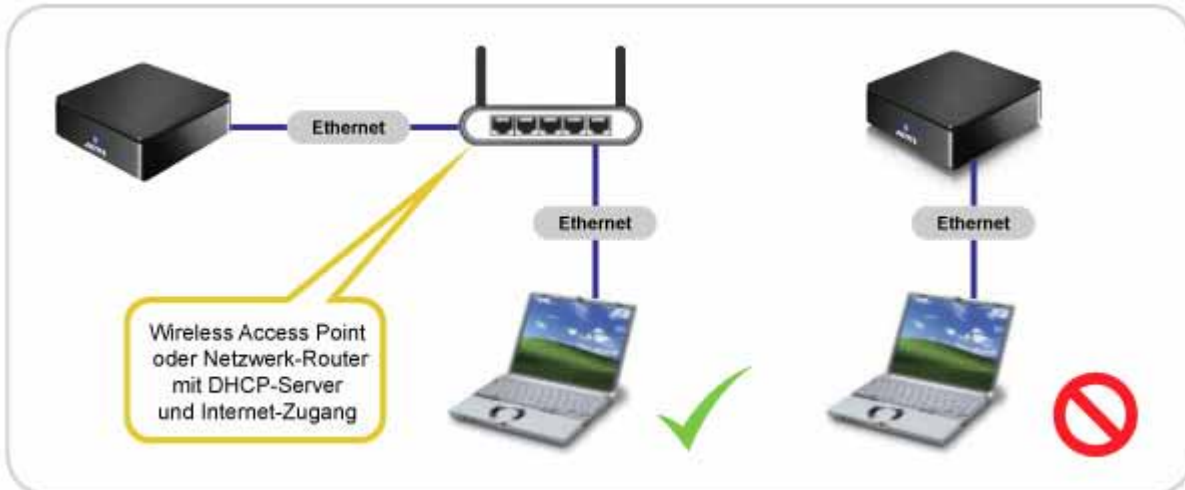 Ethernet
Ethernet
Ethernet
Wireless Access Point
oder Netzwerk-Router
mit DHCP-Server
und Internet-Zugang